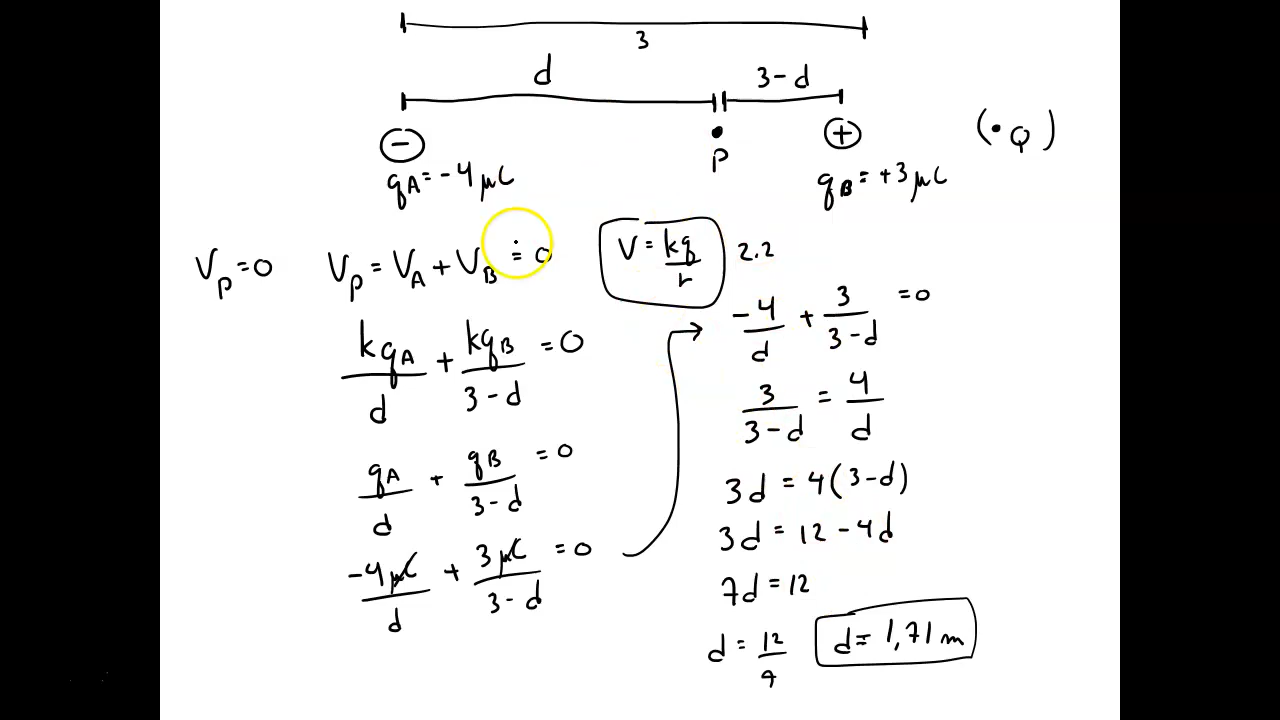 3
d 3-d
(• Q)
- P +
qA = -4 μC qB = +3 μC
Vp = 0 Vp = VA + VB = 0 V = kq/r 2.2
kqA/d + kqB/(3-d) = 0
qA/d + qB/(3-d) = 0
-4μC/d + 3μC/(3-d) = 0
-4/d + 3/(3-d) = 0
3/(3-d) = 4/d
3d = 4(3-d)
3d = 12 - 4d
7d = 12
d = 12/7 d = 1,71 m